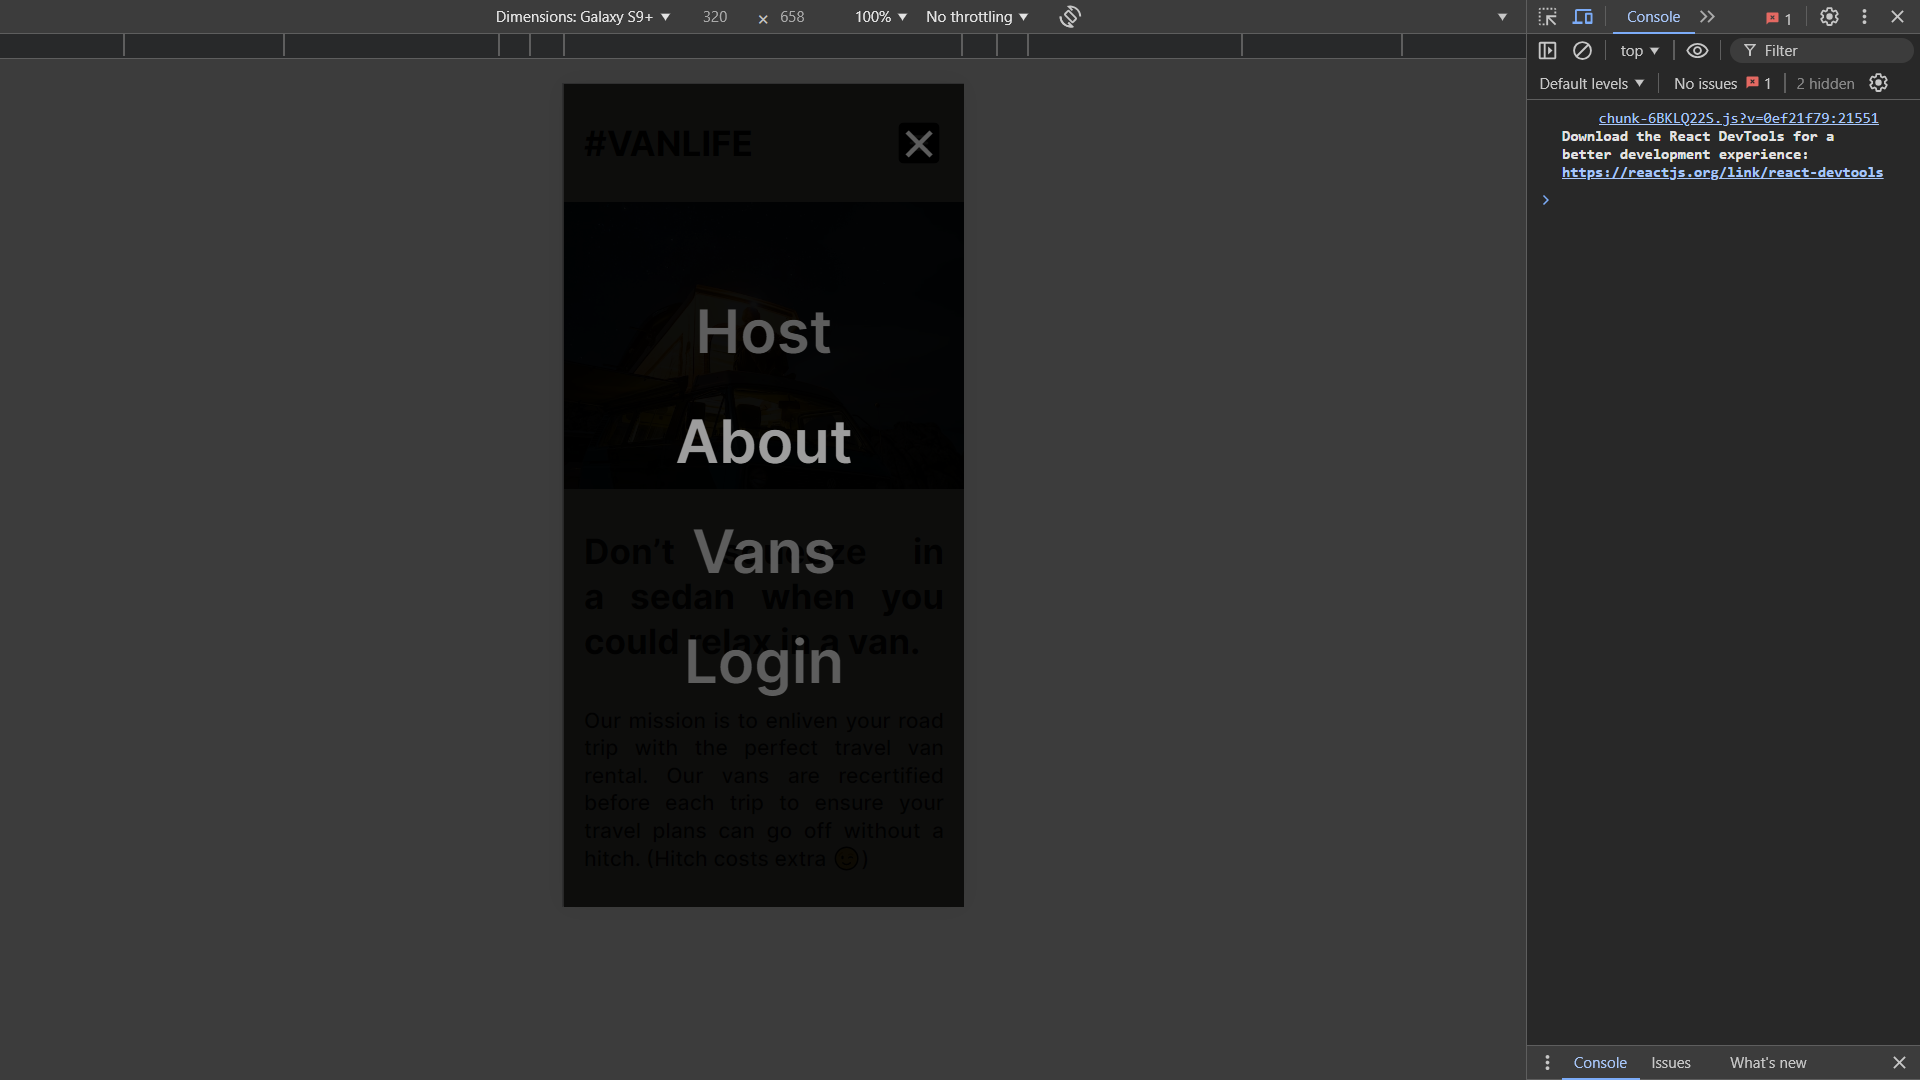 Dimensions: Galaxy S9+ 320 × 658 100% No throttling
Console 1
top Filter
Default levels No issues 1 2 hidden
chunk-6BKLQ22S.js?v=0ef21f79:21551
Download the React DevTools for a
better development experience:
https://reactjs.org/link/react-devtools
#VANLIFE
Host
About
Vans
Login
Don't squeeze in
a sedan when you
could relax in a van.
Our mission is to enliven your road
trip with the perfect travel van
rental. Our vans are recertified
before each trip to ensure your
travel plans can go off without a
hitch. (Hitch costs extra 😉)
Console Issues What's new